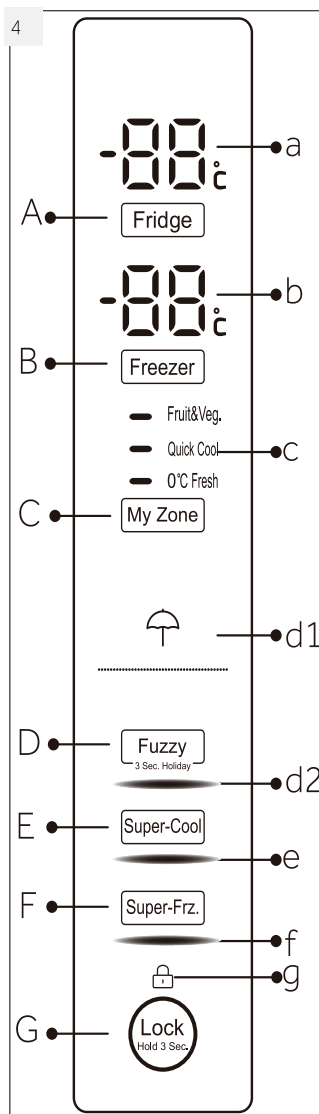 4
-88°c a
A Fridge
-88°c b
B Freezer
Fruit&Veg.
Quick Cool c
0°C Fresh
C My Zone
d1
D Fuzzy
3 Sec. Holiday
d2
E Super-Cool
e
F Super-Frz.
f
g
G Lock
Hold 3 Sec.